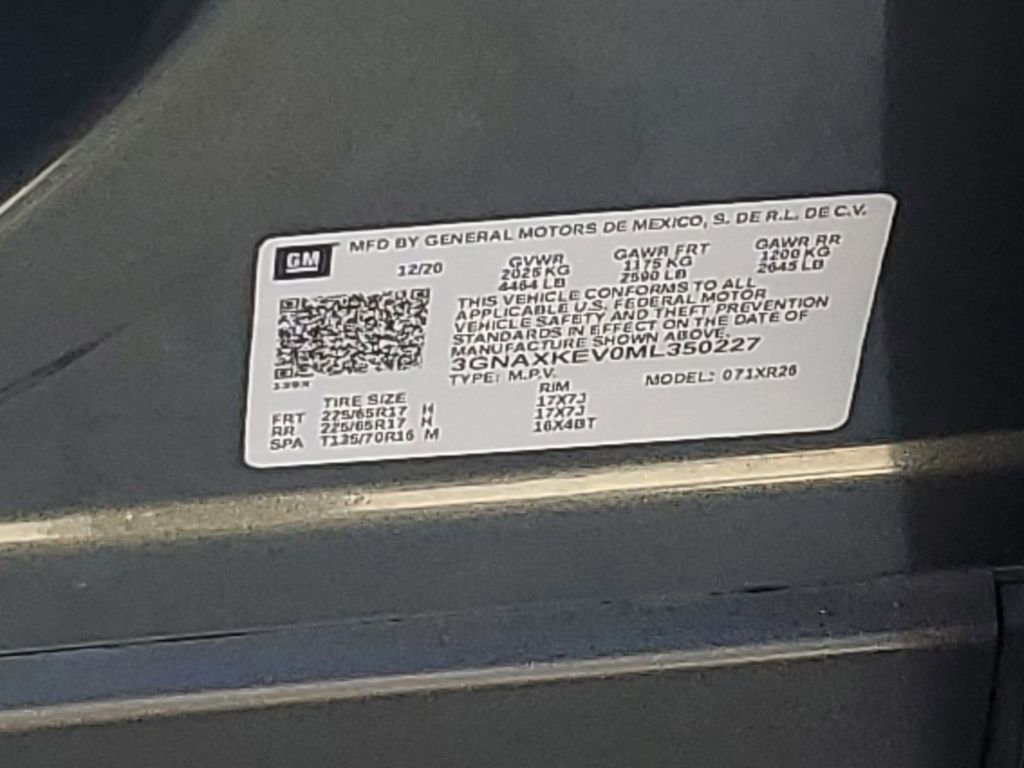 GM MFD BY GENERAL MOTORS DE MEXICO, S. DE R.L. DE C.V.
12/20 GVWR GAWR FRT GAWR RR
2025 KG 1175 KG 1200 KG
4464 LB 2590 LB 2645 LB
THIS VEHICLE CONFORMS TO ALL
APPLICABLE U.S. FEDERAL MOTOR
VEHICLE SAFETY AND THEFT PREVENTION
STANDARDS IN EFFECT ON THE DATE OF
MANUFACTURE SHOWN ABOVE.
3GNAXKEV0ML350227
TYPE: M.P.V. MODEL: 071XR26
TIRE SIZE RIM
FRT 225/65R17 H 17X7J
RR 225/65R17 H 17X7J
SPA T135/70R16 M 16X4BT